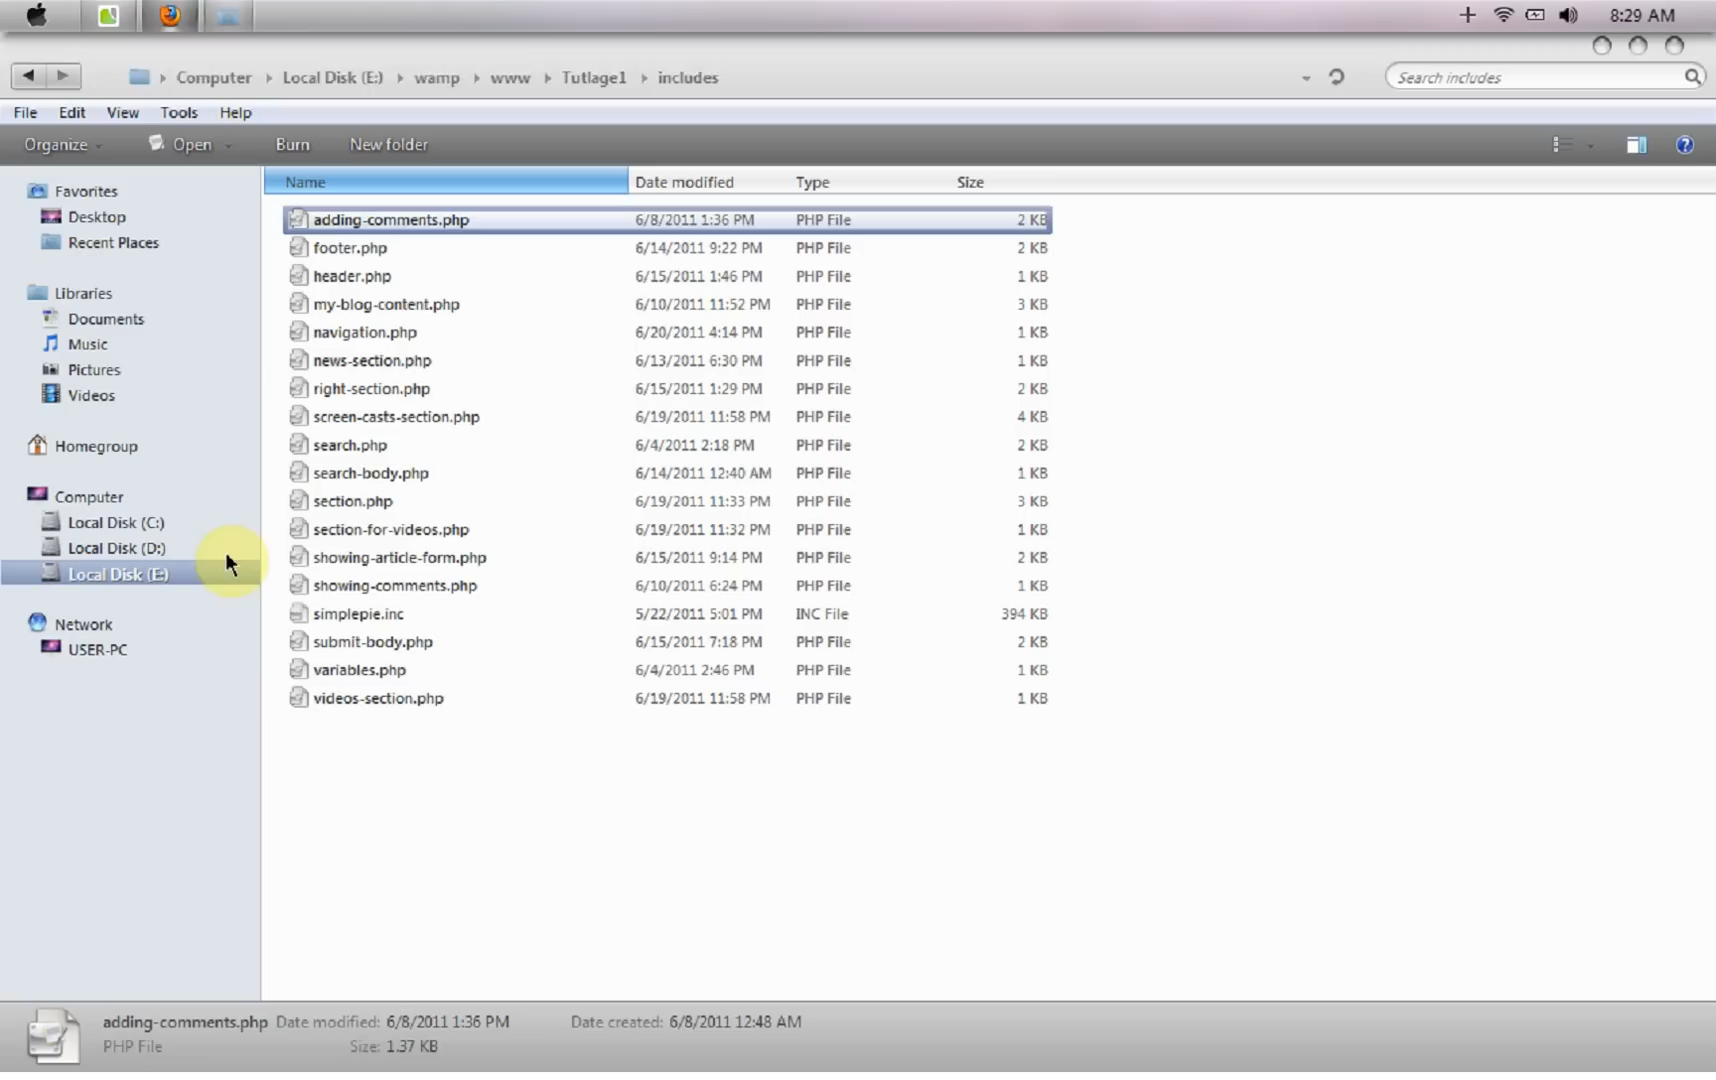 8:29 AM
Computer Local Disk (E:) wamp www Tutlage1 includes
Search includes
File Edit View Tools Help
Organize Open Burn New folder
Name Date modified Type Size
Favorites
Desktop
Recent Places
Libraries
Documents
Music
Pictures
Videos
Homegroup
Computer
Local Disk (C:)
Local Disk (D:)
Local Disk (E:)
Network
USER-PC
adding-comments.php 6/8/2011 1:36 PM PHP File 2 KB
footer.php 6/14/2011 9:22 PM PHP File 2 KB
header.php 6/15/2011 1:46 PM PHP File 1 KB
my-blog-content.php 6/10/2011 11:52 PM PHP File 3 KB
navigation.php 6/20/2011 4:14 PM PHP File 1 KB
news-section.php 6/13/2011 6:30 PM PHP File 1 KB
right-section.php 6/15/2011 1:29 PM PHP File 2 KB
screen-casts-section.php 6/19/2011 11:58 PM PHP File 4 KB
search.php 6/4/2011 2:18 PM PHP File 2 KB
search-body.php 6/14/2011 12:40 AM PHP File 1 KB
section.php 6/19/2011 11:33 PM PHP File 3 KB
section-for-videos.php 6/19/2011 11:32 PM PHP File 1 KB
showing-article-form.php 6/15/2011 9:14 PM PHP File 2 KB
showing-comments.php 6/10/2011 6:24 PM PHP File 1 KB
simplepie.inc 5/22/2011 5:01 PM INC File 394 KB
submit-body.php 6/15/2011 7:18 PM PHP File 2 KB
variables.php 6/4/2011 2:46 PM PHP File 1 KB
videos-section.php 6/19/2011 11:58 PM PHP File 1 KB
adding-comments.php Date modified: 6/8/2011 1:36 PM Date created: 6/8/2011 12:48 AM
PHP File Size: 1.37 KB